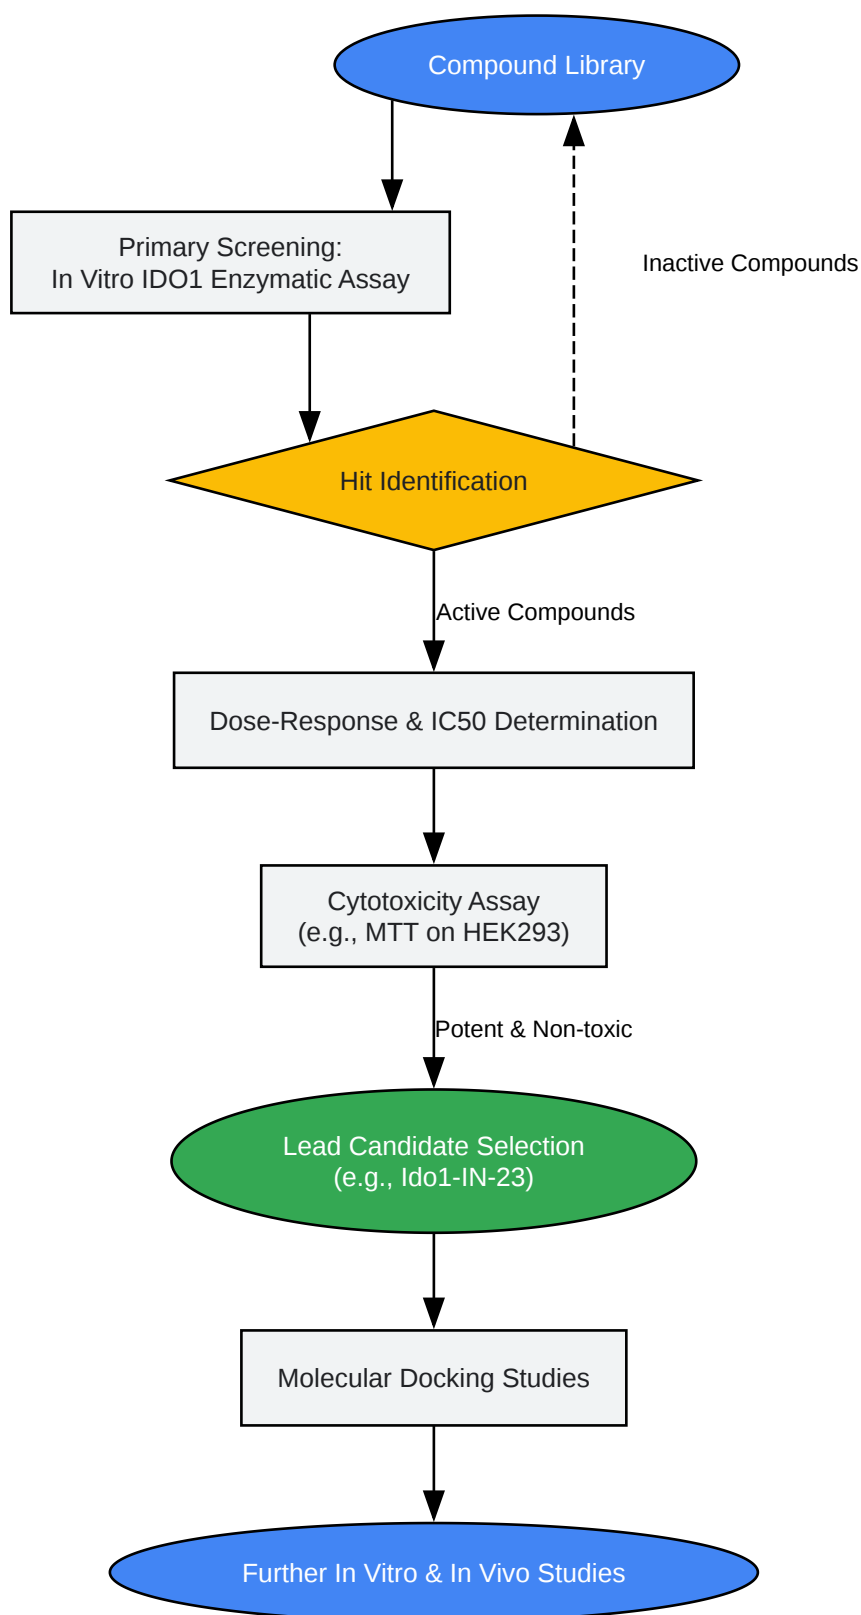 Compound Library
Primary Screening:
In Vitro IDO1 Enzymatic Assay
Inactive Compounds
Hit Identification
Active Compounds
Dose-Response & IC50 Determination
Cytotoxicity Assay
(e.g., MTT on HEK293)
Potent & Non-toxic
Lead Candidate Selection
(e.g., Ido1-IN-23)
Molecular Docking Studies
Further In Vitro & In Vivo Studies